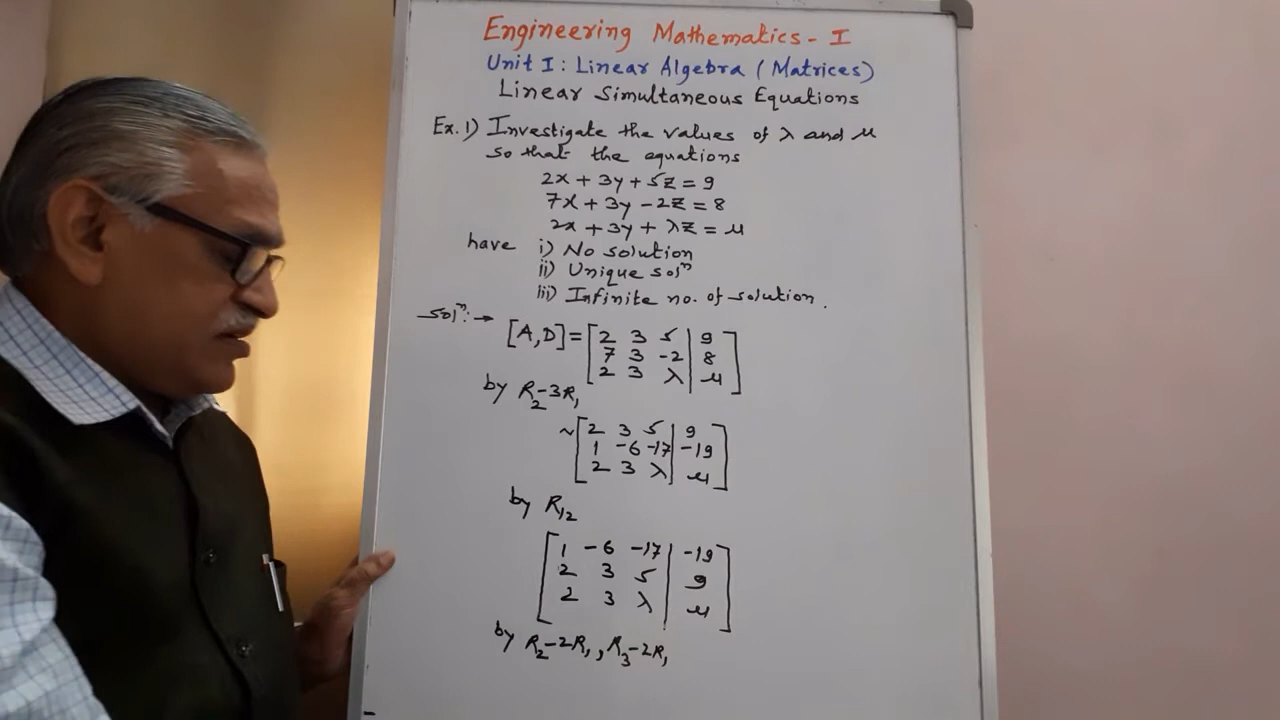 Engineering Mathematics - I
Unit I : Linear Algebra (Matrices)
Linear Simultaneous Equations
Ex. 1) Investigate the values of λ and μ
so that the equations
2x + 3y + 5z = 9
7x + 3y - 2z = 8
2x + 3y + λz = μ
have i) No solution
ii) Unique solⁿ
iii) Infinite no. of solution.
Solⁿ: →
[A,D] = [2 3 5 | 9
7 3 -2 | 8
2 3 λ | μ]
by R₂-3R₁
~ [2 3 5 | 9
1 -6 -17 | -19
2 3 λ | μ]
by R₁₂
[1 -6 -17 | -19
2 3 5 | 9
2 3 λ | μ]
by R₂-2R₁, R₃-2R₁